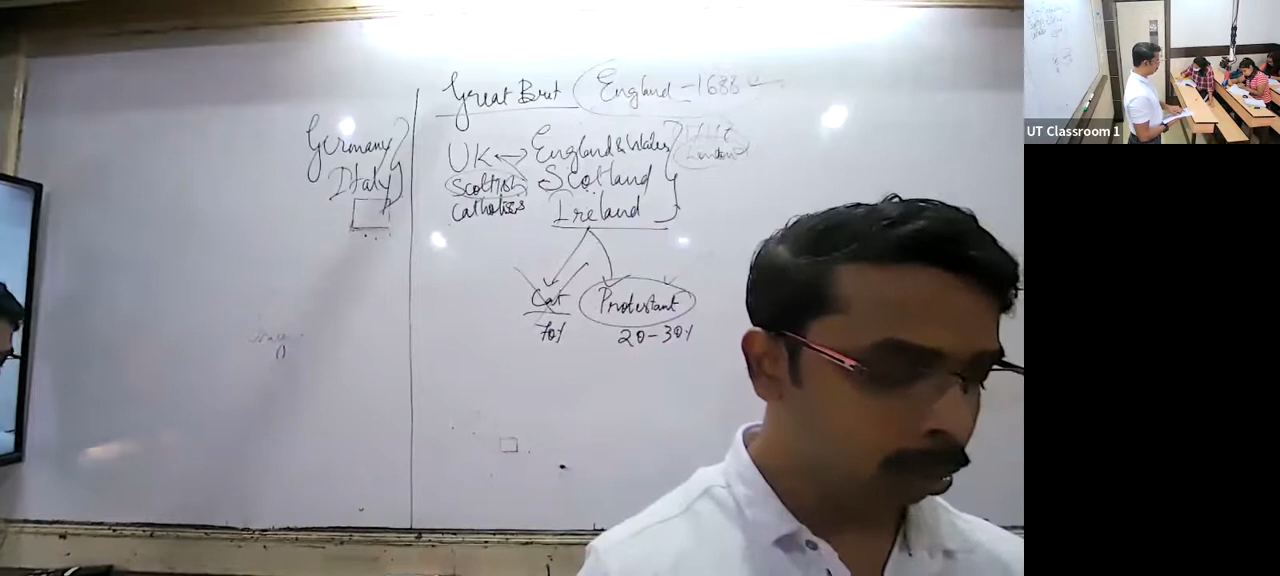 Great Brit England - 1688
Germany
Italy
UK England & Wales
Scottish Scotland
Catholics Ireland
London
Cat Protestant
70% 20-30%
UT Classroom 1